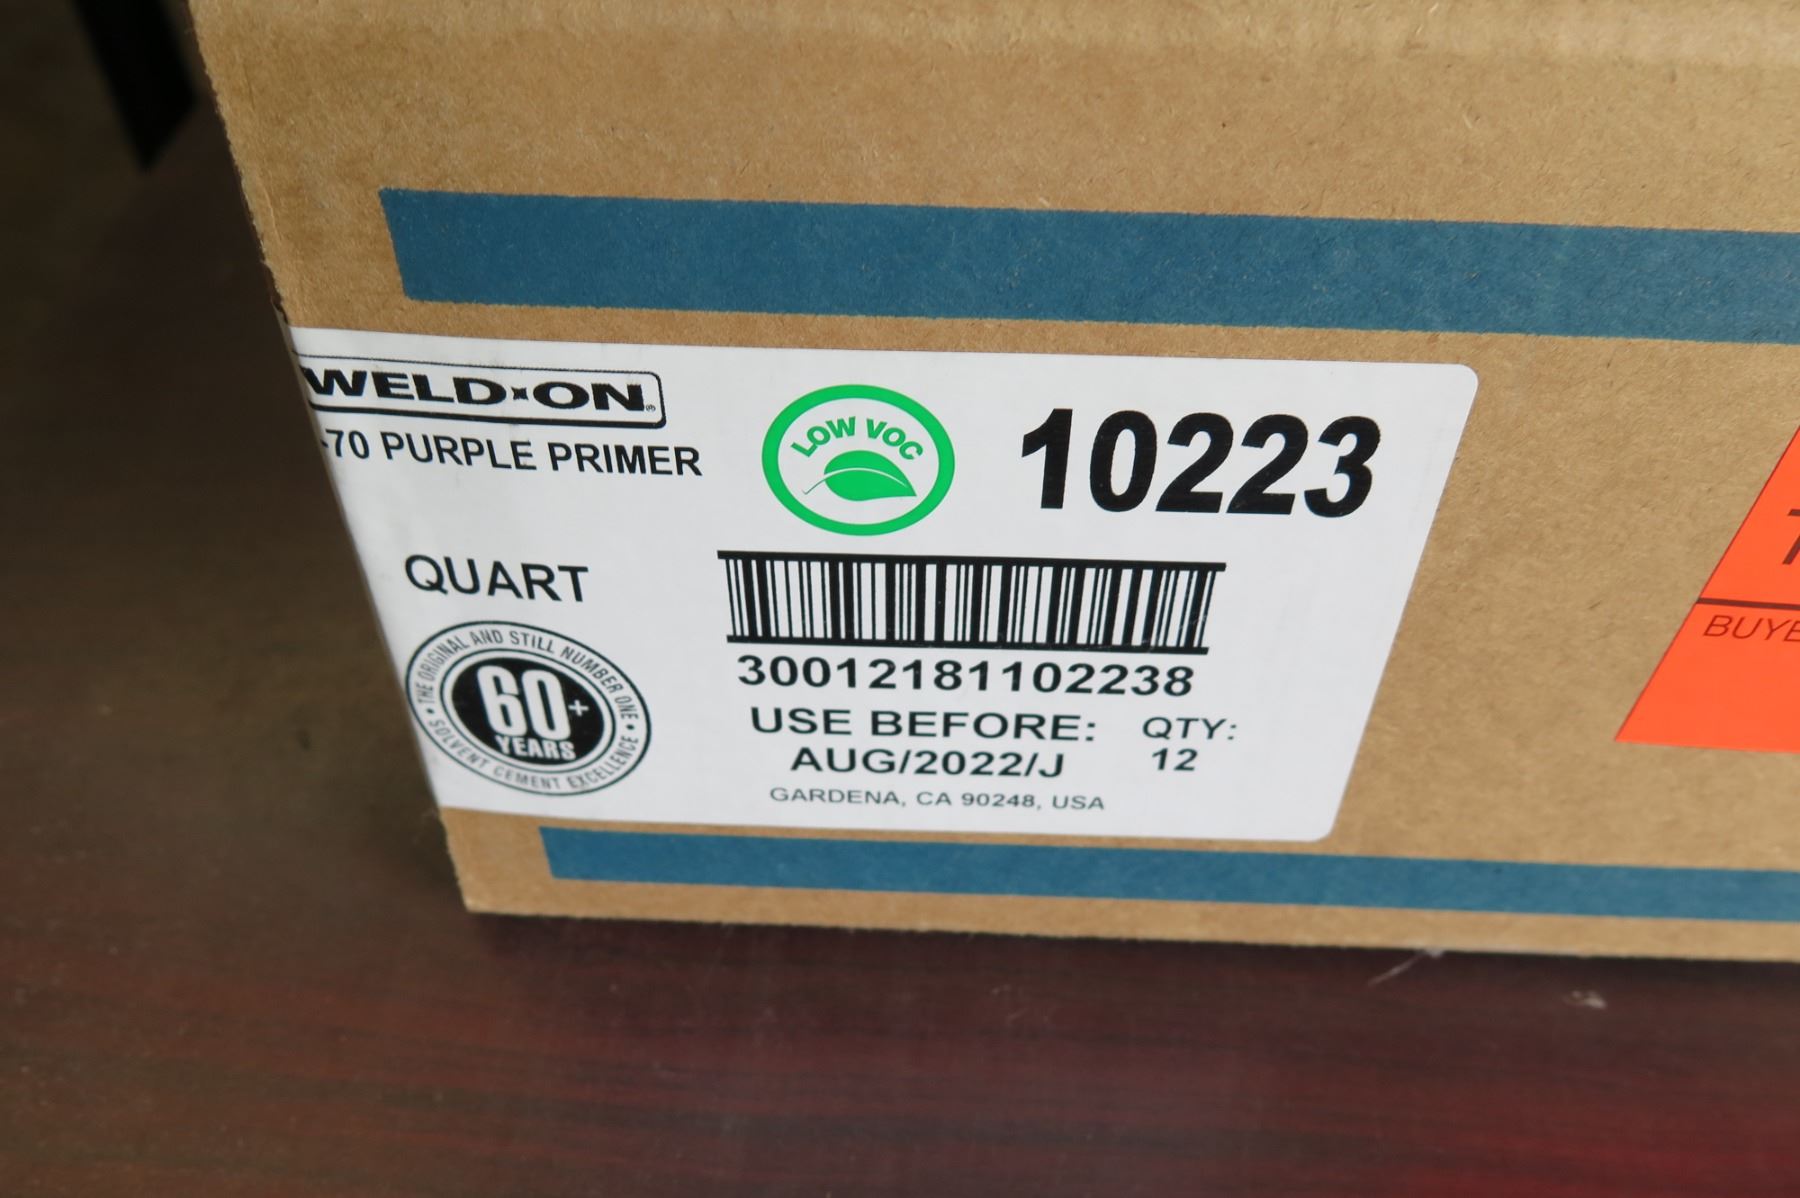 WELD-ON®
-70 PURPLE PRIMER
LOW VOC
10223
QUART
30012181102238
THE ORIGINAL AND STILL NUMBER ONE
60+
YEARS
SOLVENT CEMENT EXCELLENCE
USE BEFORE: QTY:
AUG/2022/J 12
GARDENA, CA 90248, USA